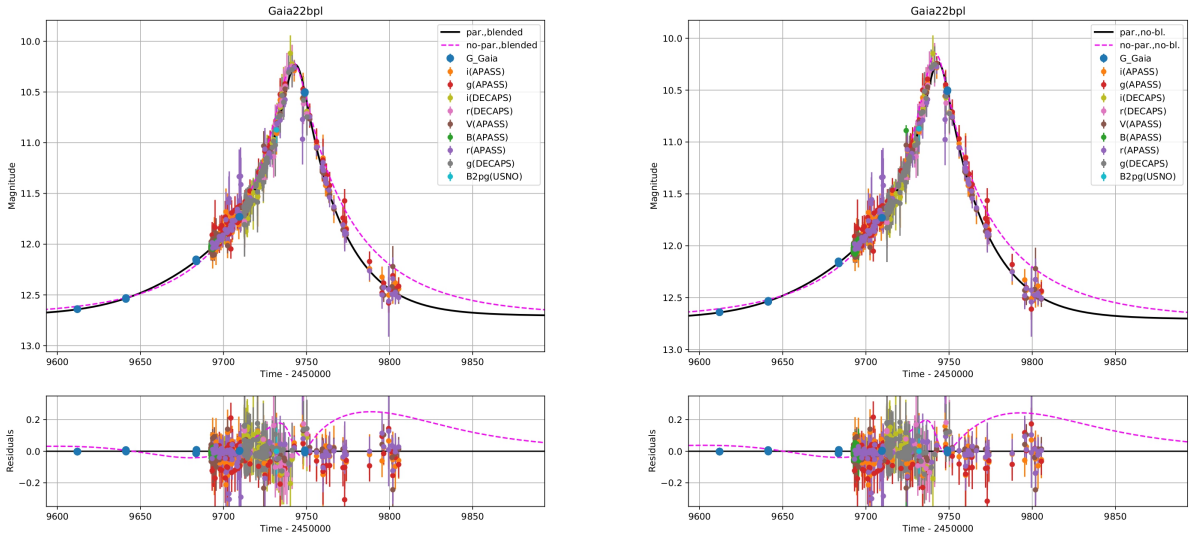 Gaia22bpl
10.0
10.5
11.0
11.5
12.0
12.5
13.0
Magnitude
par.,blended
no-par.,blended
G_Gaia
i(APASS)
g(APASS)
i(DECAPS)
r(DECAPS)
V(APASS)
B(APASS)
r(APASS)
g(DECAPS)
B2pg(USNO)
9600 9650 9700 9750 9800 9850
Time - 2450000
0.2
0.0
−0.2
Residuals
9600 9650 9700 9750 9800 9850
Time - 2450000
Gaia22bpl
10.0
10.5
11.0
11.5
12.0
12.5
13.0
Magnitude
par.,no-bl.
no-par.,no-bl.
G_Gaia
i(APASS)
g(APASS)
i(DECAPS)
r(DECAPS)
V(APASS)
B(APASS)
r(APASS)
g(DECAPS)
B2pg(USNO)
9600 9650 9700 9750 9800 9850
Time - 2450000
0.2
0.0
−0.2
Residuals
9600 9650 9700 9750 9800 9850
Time - 2450000